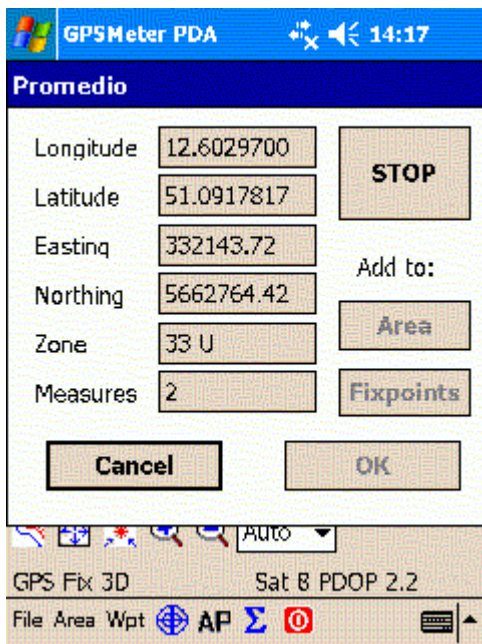 GPSMeter PDA 14:17
Promedio
Longitude 12.6029700
STOP
Latitude 51.0917817
Easting 332143.72
Add to:
Northing 5662764.42
Area
Zone 33 U
Measures 2
Fixpoints
Cancel OK
Auto
GPS Fix 3D Sat 8 PDOP 2.2
File Area Wpt AP Σ